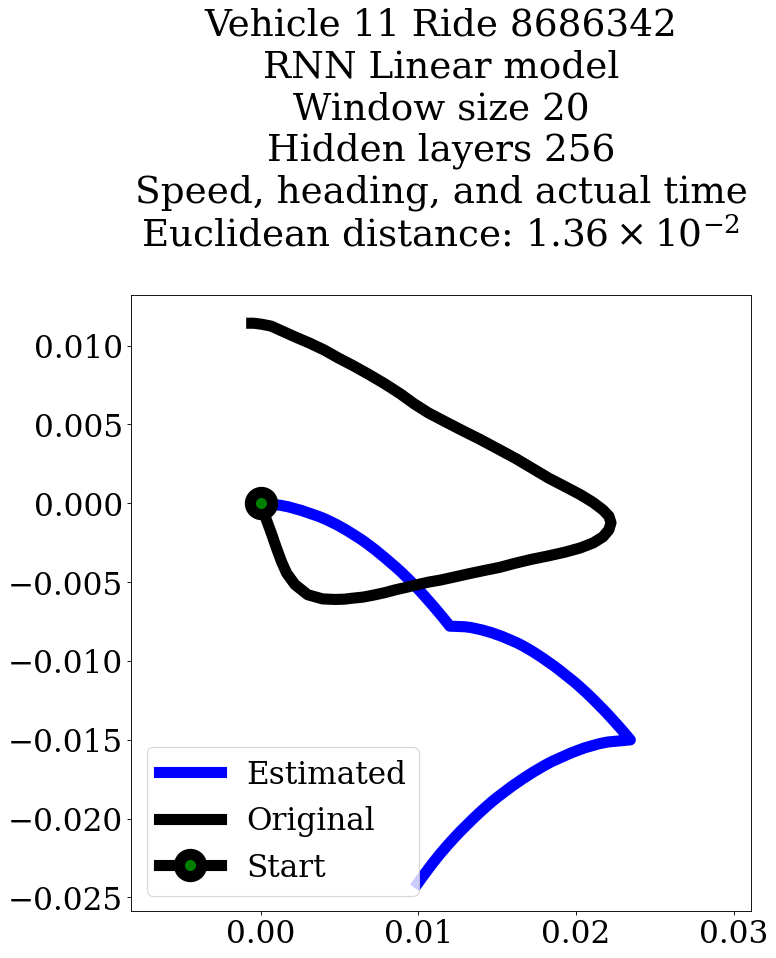 Vehicle 11 Ride 8686342
RNN Linear model
Window size 20
Hidden layers 256
Speed, heading, and actual time
Euclidean distance: 1.36 × 10⁻²
0.010
0.005
0.000
−0.005
−0.010
−0.015
−0.020
−0.025
Estimated
Original
Start
0.00 0.01 0.02 0.03